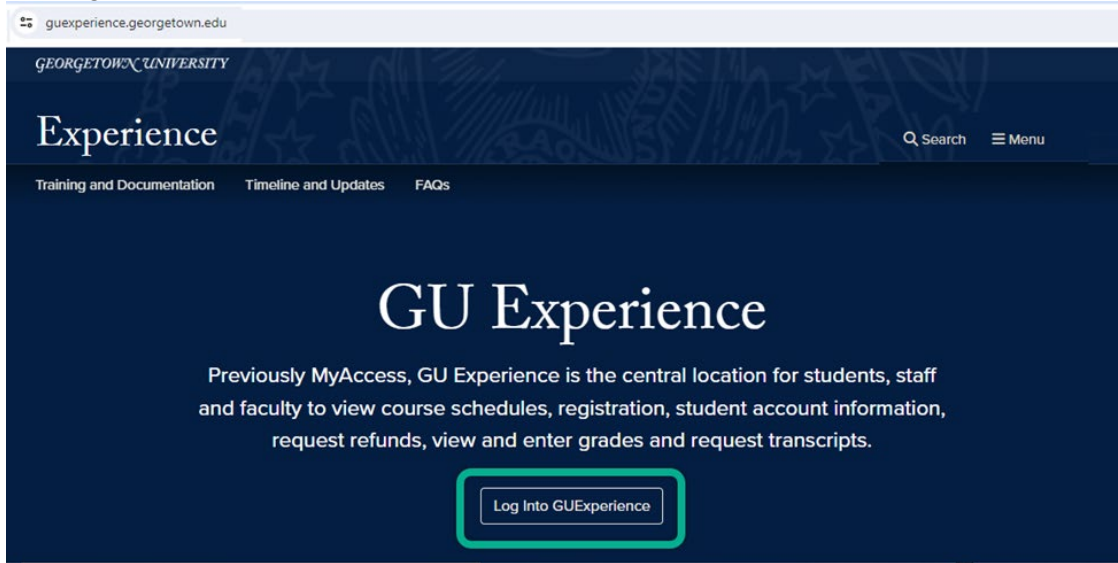 guexperience.georgetown.edu
GEORGETOWN UNIVERSITY
Experience
Search Menu
Training and Documentation Timeline and Updates FAQs
GU Experience
Previously MyAccess, GU Experience is the central location for students, staff
and faculty to view course schedules, registration, student account information,
request refunds, view and enter grades and request transcripts.
Log Into GUExperience